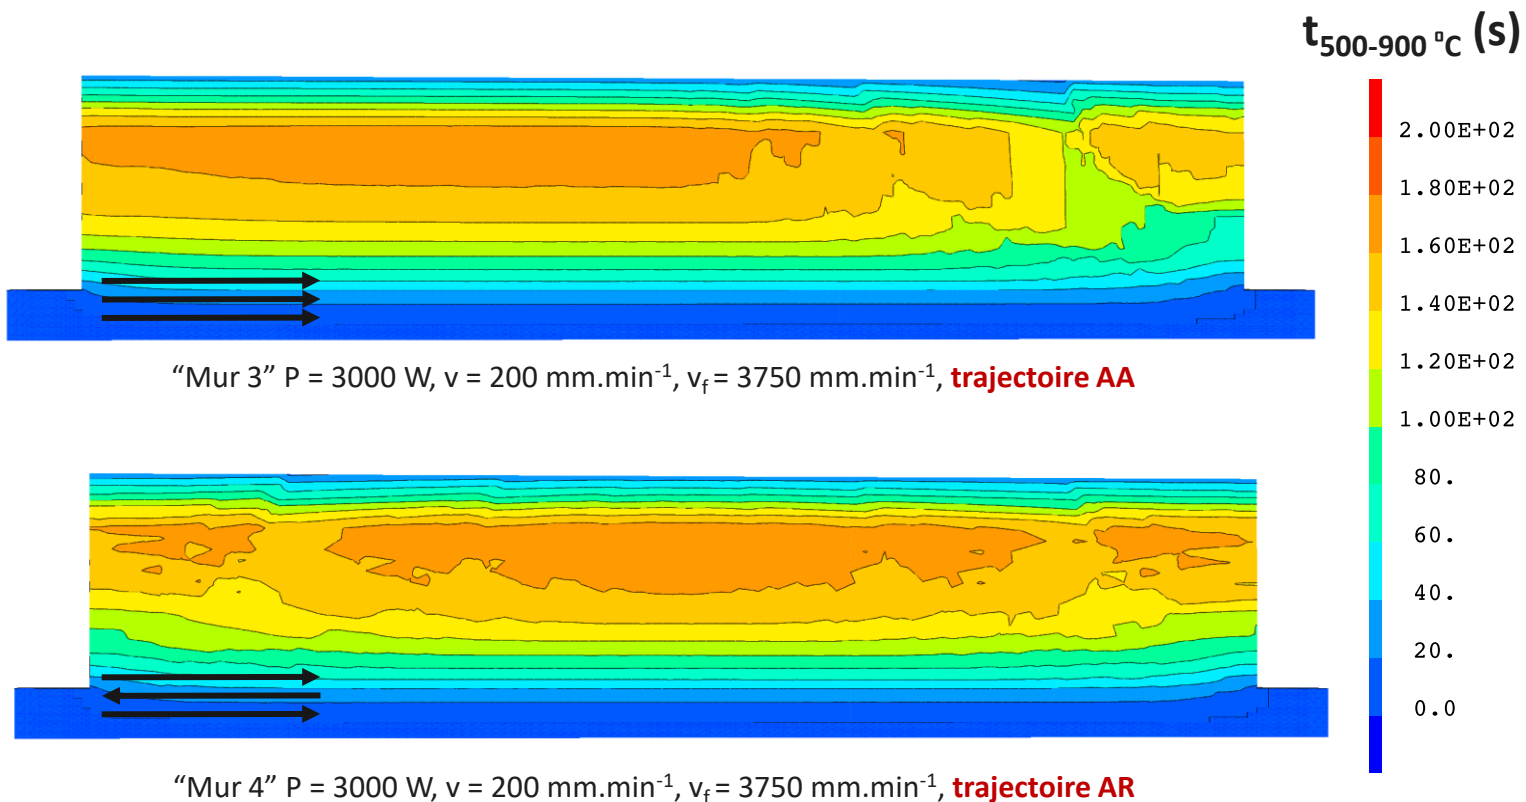 t500-900 °C (s)
2.00E+02
1.80E+02
1.60E+02
1.40E+02
1.20E+02
1.00E+02
80.
60.
40.
20.
0.0
“Mur 3” P = 3000 W, v = 200 mm.min-1, vf = 3750 mm.min-1, trajectoire AA
“Mur 4” P = 3000 W, v = 200 mm.min-1, vf = 3750 mm.min-1, trajectoire AR